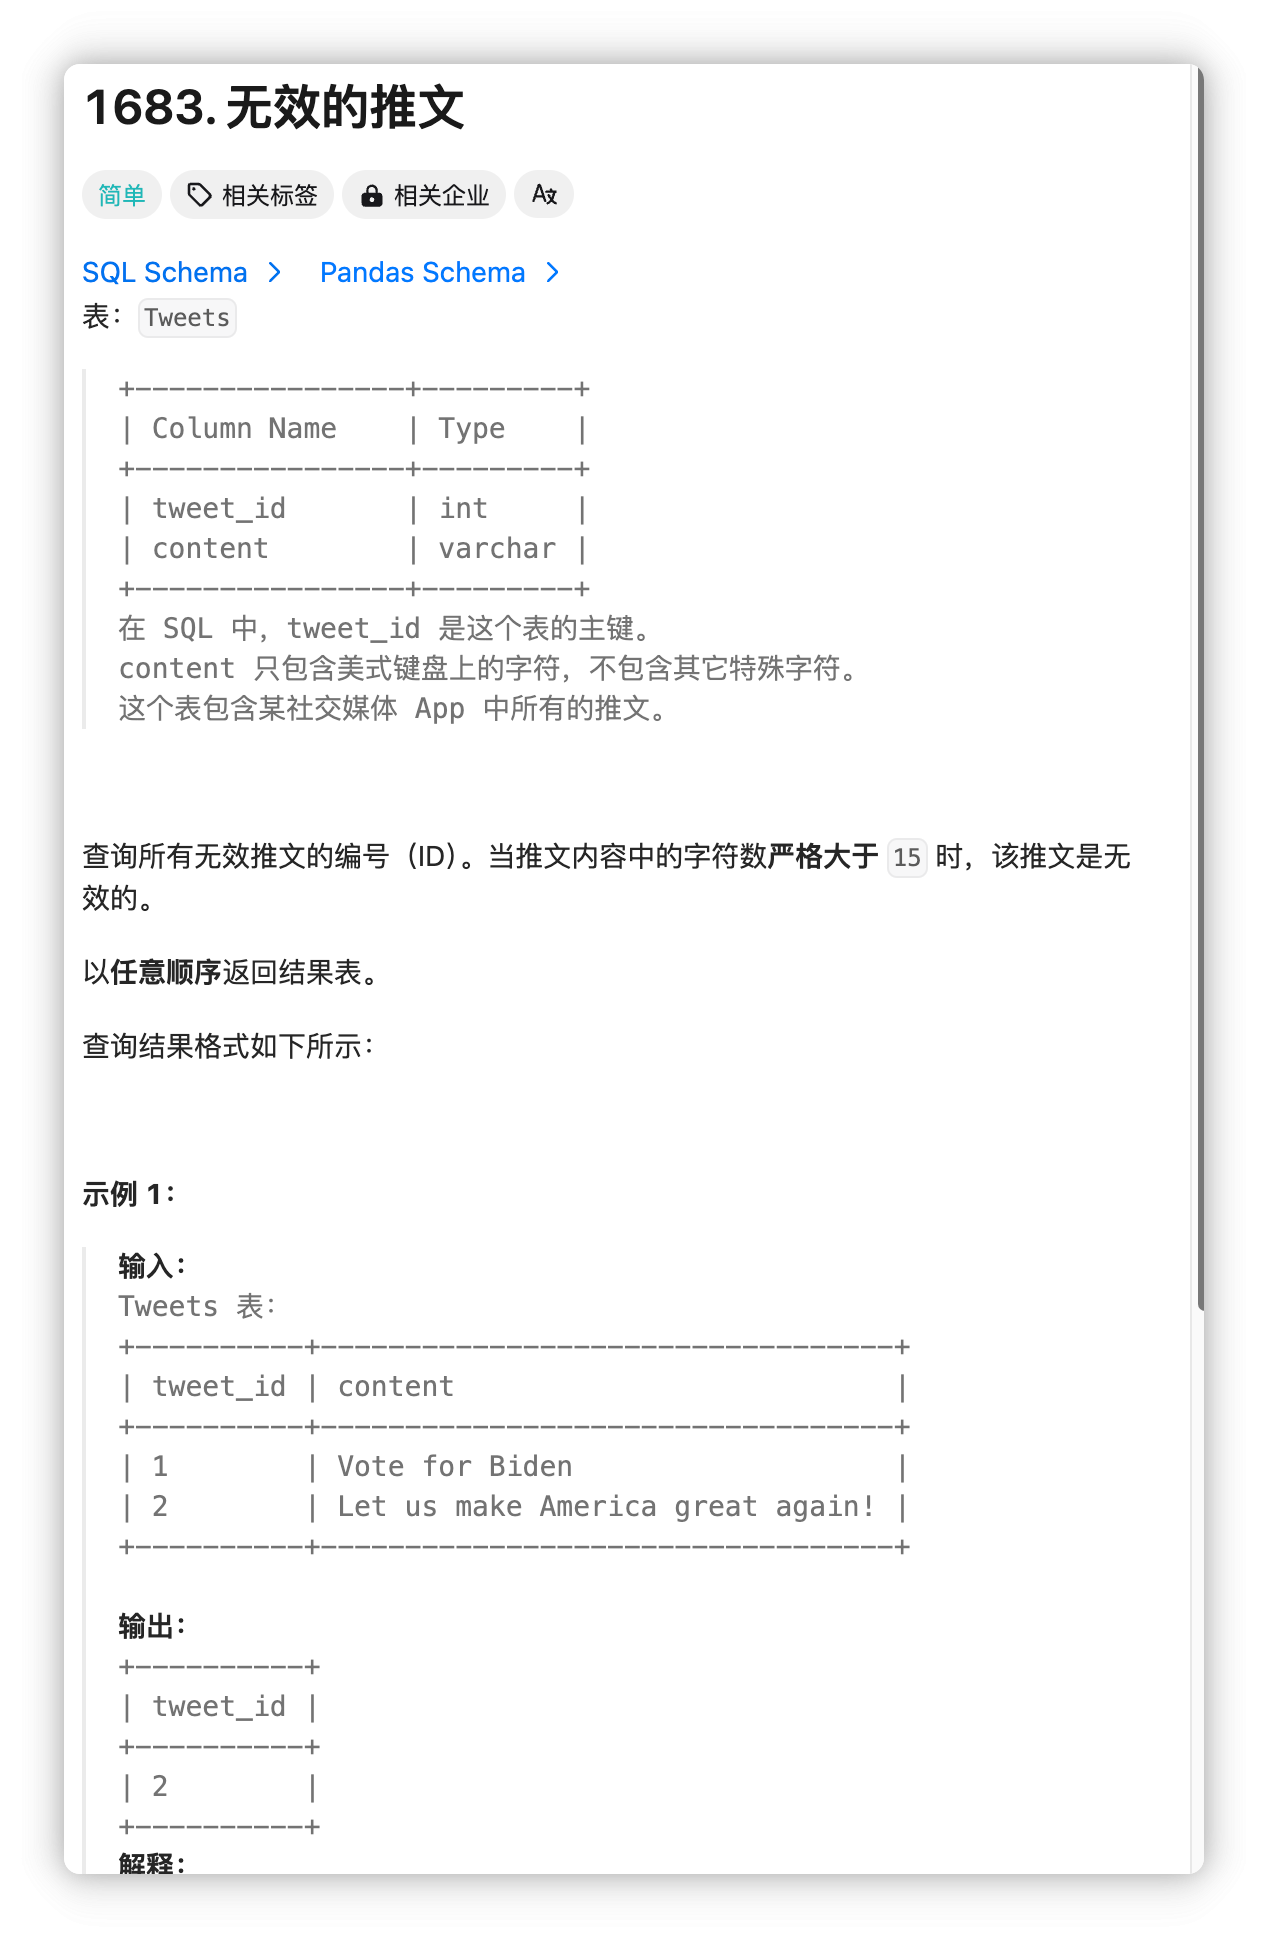 1683. 无效的推文
简单 相关标签 相关企业
SQL Schema > Pandas Schema >
表：Tweets
+----------------+---------+
| Column Name    | Type    |
+----------------+---------+
| tweet_id       | int     |
| content        | varchar |
+----------------+---------+
在 SQL 中，tweet_id 是这个表的主键。
content 只包含美式键盘上的字符，不包含其它特殊字符。
这个表包含某社交媒体 App 中所有的推文。
查询所有无效推文的编号（ID）。当推文内容中的字符数严格大于 15 时，该推文是无
效的。
以任意顺序返回结果表。
查询结果格式如下所示：
示例 1：
输入：
Tweets 表：
+----------+----------------------------------+
| tweet_id | content                          |
+----------+----------------------------------+
| 1        | Vote for Biden                   |
| 2        | Let us make America great again! |
+----------+----------------------------------+
输出：
+----------+
| tweet_id |
+----------+
| 2        |
+----------+
解释：